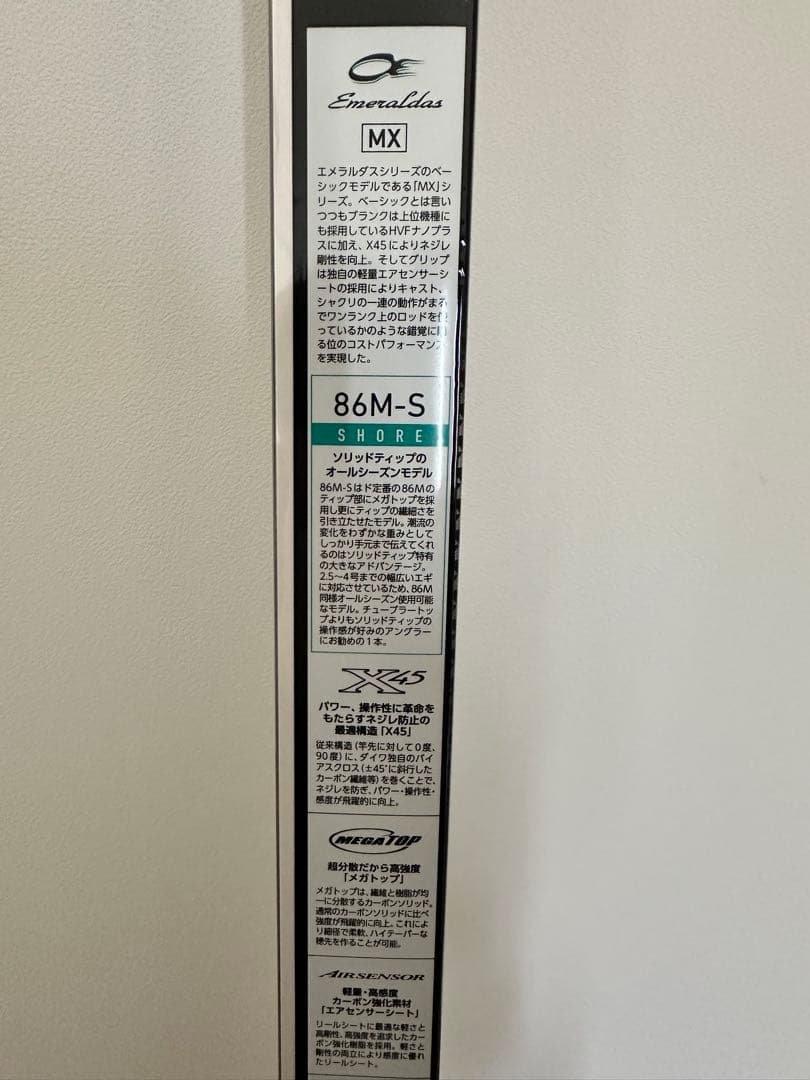 Emeraldas
MX
エメラルダスシリーズのベー
シックモデルである「MX」シ
リーズ。ベーシックとは言い
つつもブランクは上位機種に
も採用しているHVFナノプラ
スに加え、X45によりネジレ
剛性を向上。そしてグリップ
は独自の軽量エアセンサーシ
ートの採用によりキャスト、
シャクリの一連の動作がまる
でワンランク上のロッドを使
っているかのような錯覚に陥
る位のコストパフォーマンス
を実現した。
86M-S
SHORE
ソリッドティップの
オールシーズンモデル
86M-Sはド定番の86Mの
ティップ部にメガトップを採
用し更にティップの繊細さを
引き立たせたモデル。潮流の
変化をわずかな重みとして
しっかり手元まで伝えてくれ
るのはソリッドティップ特有
の大きなアドバンテージ。
2.5〜4号までの幅広いエギ
に対応させているため、86M
同様オールシーズン使用可能
なモデル。チューブラートッ
プよりもソリッドティップの
操作感が好みのアングラー
にお勧めの1本。
X45
パワー、操作性に革命を
もたらすネジレ防止の
最適構造「X45」
従来構造(竿先に対して0度、
90度)に、ダイワ独自のバイ
アスクロス(±45°に斜行した
カーボン繊維等)を巻くことで、
ネジレを防ぎ、パワー・操作性・
感度が飛躍的に向上。
MEGATOP
超分散だから高強度
「メガトップ」
メガトップは、繊維と樹脂が均
一に分散するカーボンソリッド。
通常のカーボンソリッドに比べ
強度が飛躍的に向上。これによ
り細径で柔軟、ハイテーパーな
穂先を作ることが可能。
AIRSENSOR
軽量・高感度
カーボン強化素材
「エアセンサーシート」
リールシートに最適な軽さと
高剛性、高強度を追求したカー
ボン強化樹脂を採用。軽さと
剛性の両立により感度に優れ
たリールシート。